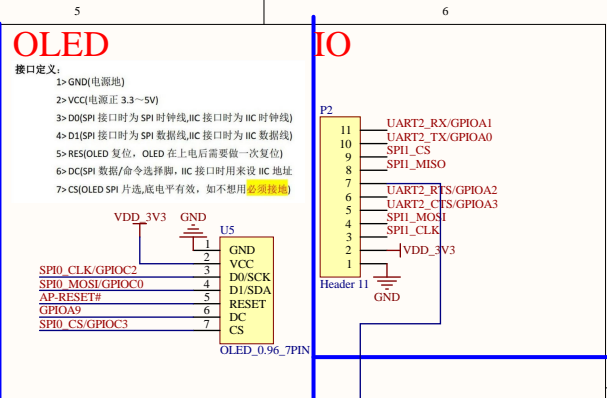 5
6
OLED
接口定义：
1> GND(电源地)
2> VCC(电源正 3.3～5V)
3> D0(SPI 接口时为 SPI 时钟线,IIC 接口时为 IIC 时钟线)
4> D1(SPI 接口时为 SPI 数据线,IIC 接口时为 IIC 数据线)
5> RES(OLED 复位，OLED 在上电后需要做一次复位)
6> DC(SPI 数据/命令选择脚，IIC 接口时用来设 IIC 地址
7> CS(OLED SPI 片选,底电平有效，如不想用必须接地)
VDD_3V3
GND
U5
1 GND
2 VCC
SPI0_CLK/GPIOC2 3 D0/SCK
SPI0_MOSI/GPIOC0 4 D1/SDA
AP-RESET# 5 RESET
GPIOA9 6 DC
SPI0_CS/GPIOC3 7 CS
OLED_0.96_7PIN
IO
P2
11 UART2_RX/GPIOA1
10 UART2_TX/GPIOA0
9 SPI1_CS
8 SPI1_MISO
7
6 UART2_RTS/GPIOA2
5 UART2_CTS/GPIOA3
4 SPI1_MOSI
3 SPI1_CLK
2 VDD_3V3
1
Header 11
GND